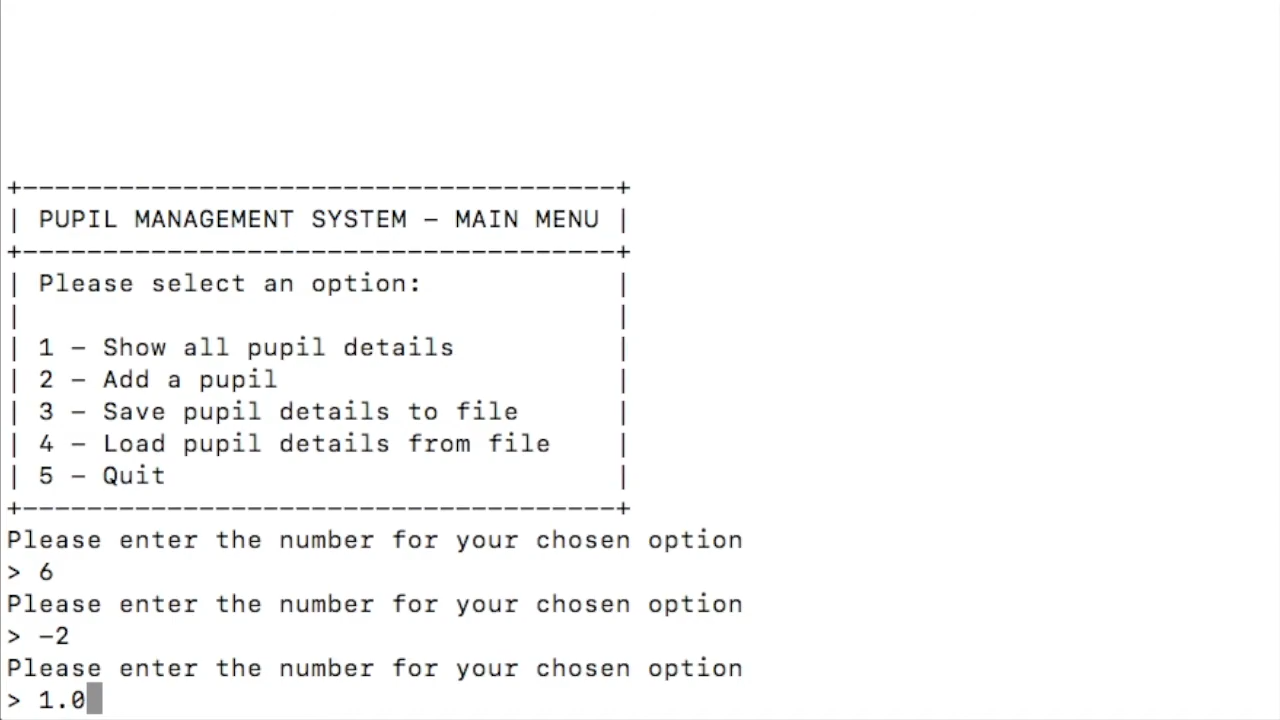 +-------------------------------------+
| PUPIL MANAGEMENT SYSTEM – MAIN MENU |
+-------------------------------------+
| Please select an option:            |
|                                     |
| 1 – Show all pupil details          |
| 2 – Add a pupil                     |
| 3 – Save pupil details to file      |
| 4 – Load pupil details from file    |
| 5 – Quit                            |
+-------------------------------------+
Please enter the number for your chosen option
> 6
Please enter the number for your chosen option
> –2
Please enter the number for your chosen option
> 1.0